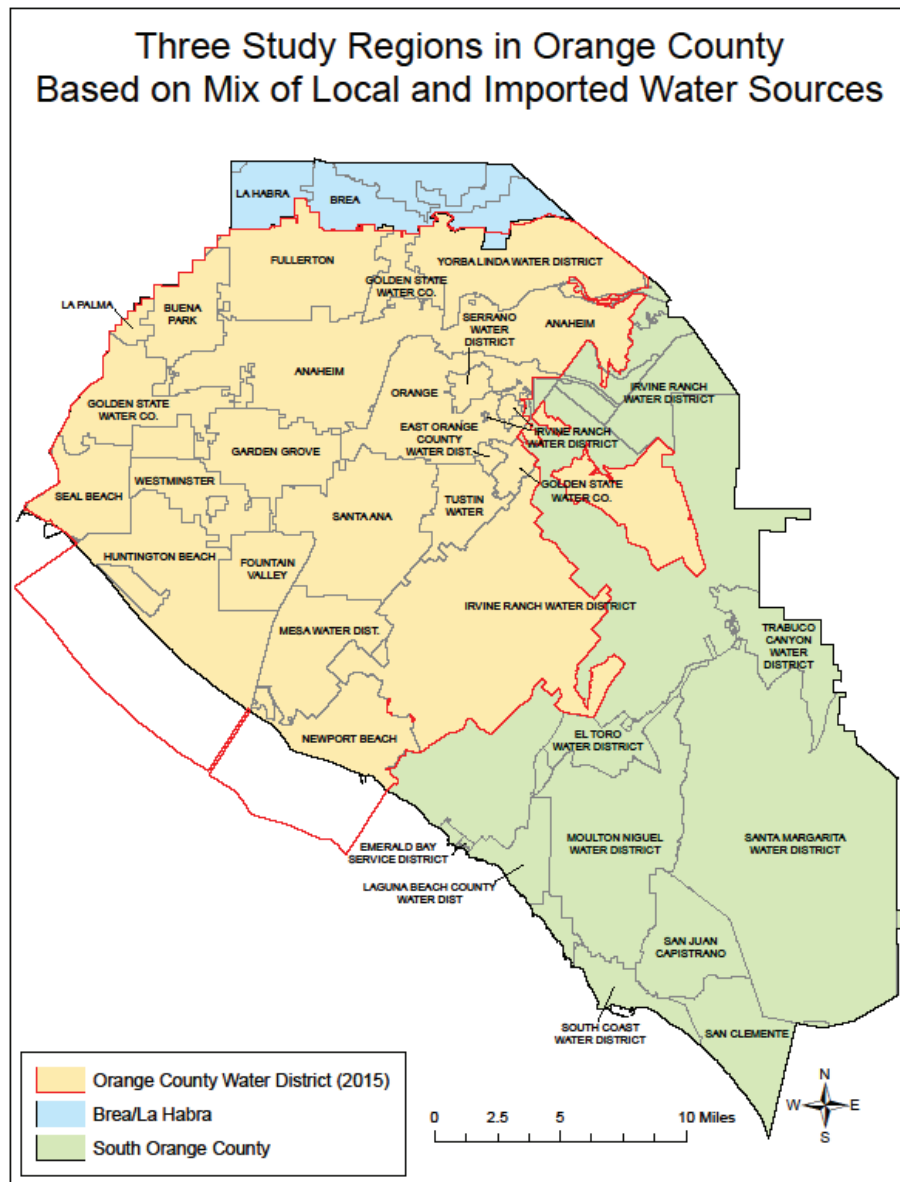 Three Study Regions in Orange County
Based on Mix of Local and Imported Water Sources
LA HABRA
BREA
FULLERTON
YORBA LINDA WATER DISTRICT
GOLDEN STATE
WATER CO.
LA PALMA
BUENA
PARK
SERRANO
WATER
DISTRICT
ANAHEIM
ANAHEIM
IRVINE RANCH
WATER DISTRICT
ORANGE
GOLDEN STATE
WATER CO.
EAST ORANGE
COUNTY
WATER DIST.
IRVINE RANCH
WATER DISTRICT
GARDEN GROVE
WESTMINSTER
GOLDEN STATE
WATER CO.
SEAL BEACH
TUSTIN
WATER
SANTA ANA
HUNTINGTON BEACH
FOUNTAIN
VALLEY
IRVINE RANCH WATER DISTRICT
MESA WATER DIST.
TRABUCO
CANYON
WATER
DISTRICT
NEWPORT BEACH
EL TORO
WATER DISTRICT
EMERALD BAY
SERVICE DISTRICT
MOULTON NIGUEL
WATER DISTRICT
SANTA MARGARITA
WATER DISTRICT
LAGUNA BEACH COUNTY
WATER DIST
SAN JUAN
CAPISTRANO
SOUTH COAST
WATER DISTRICT
SAN CLEMENTE
Orange County Water District (2015)
Brea/La Habra
South Orange County
0 2.5 5 10 Miles
N
W E
S